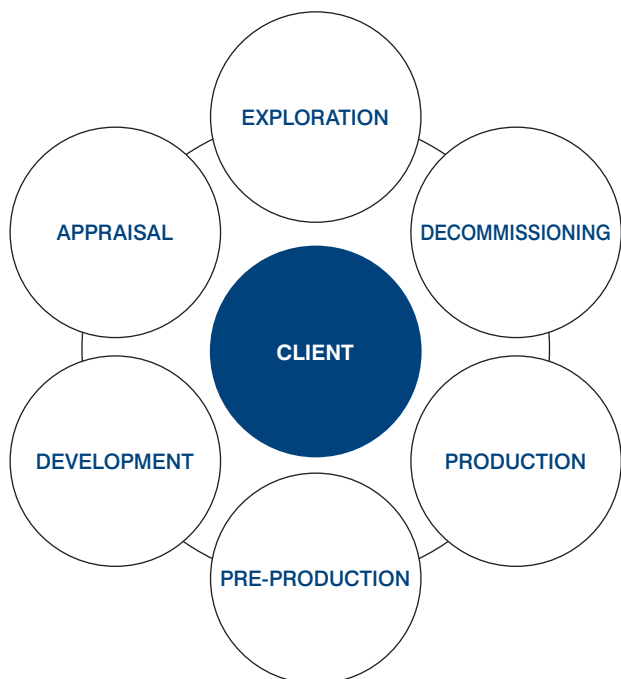 EXPLORATION
APPRAISAL
DECOMMISSIONING
CLIENT
DEVELOPMENT
PRODUCTION
PRE-PRODUCTION